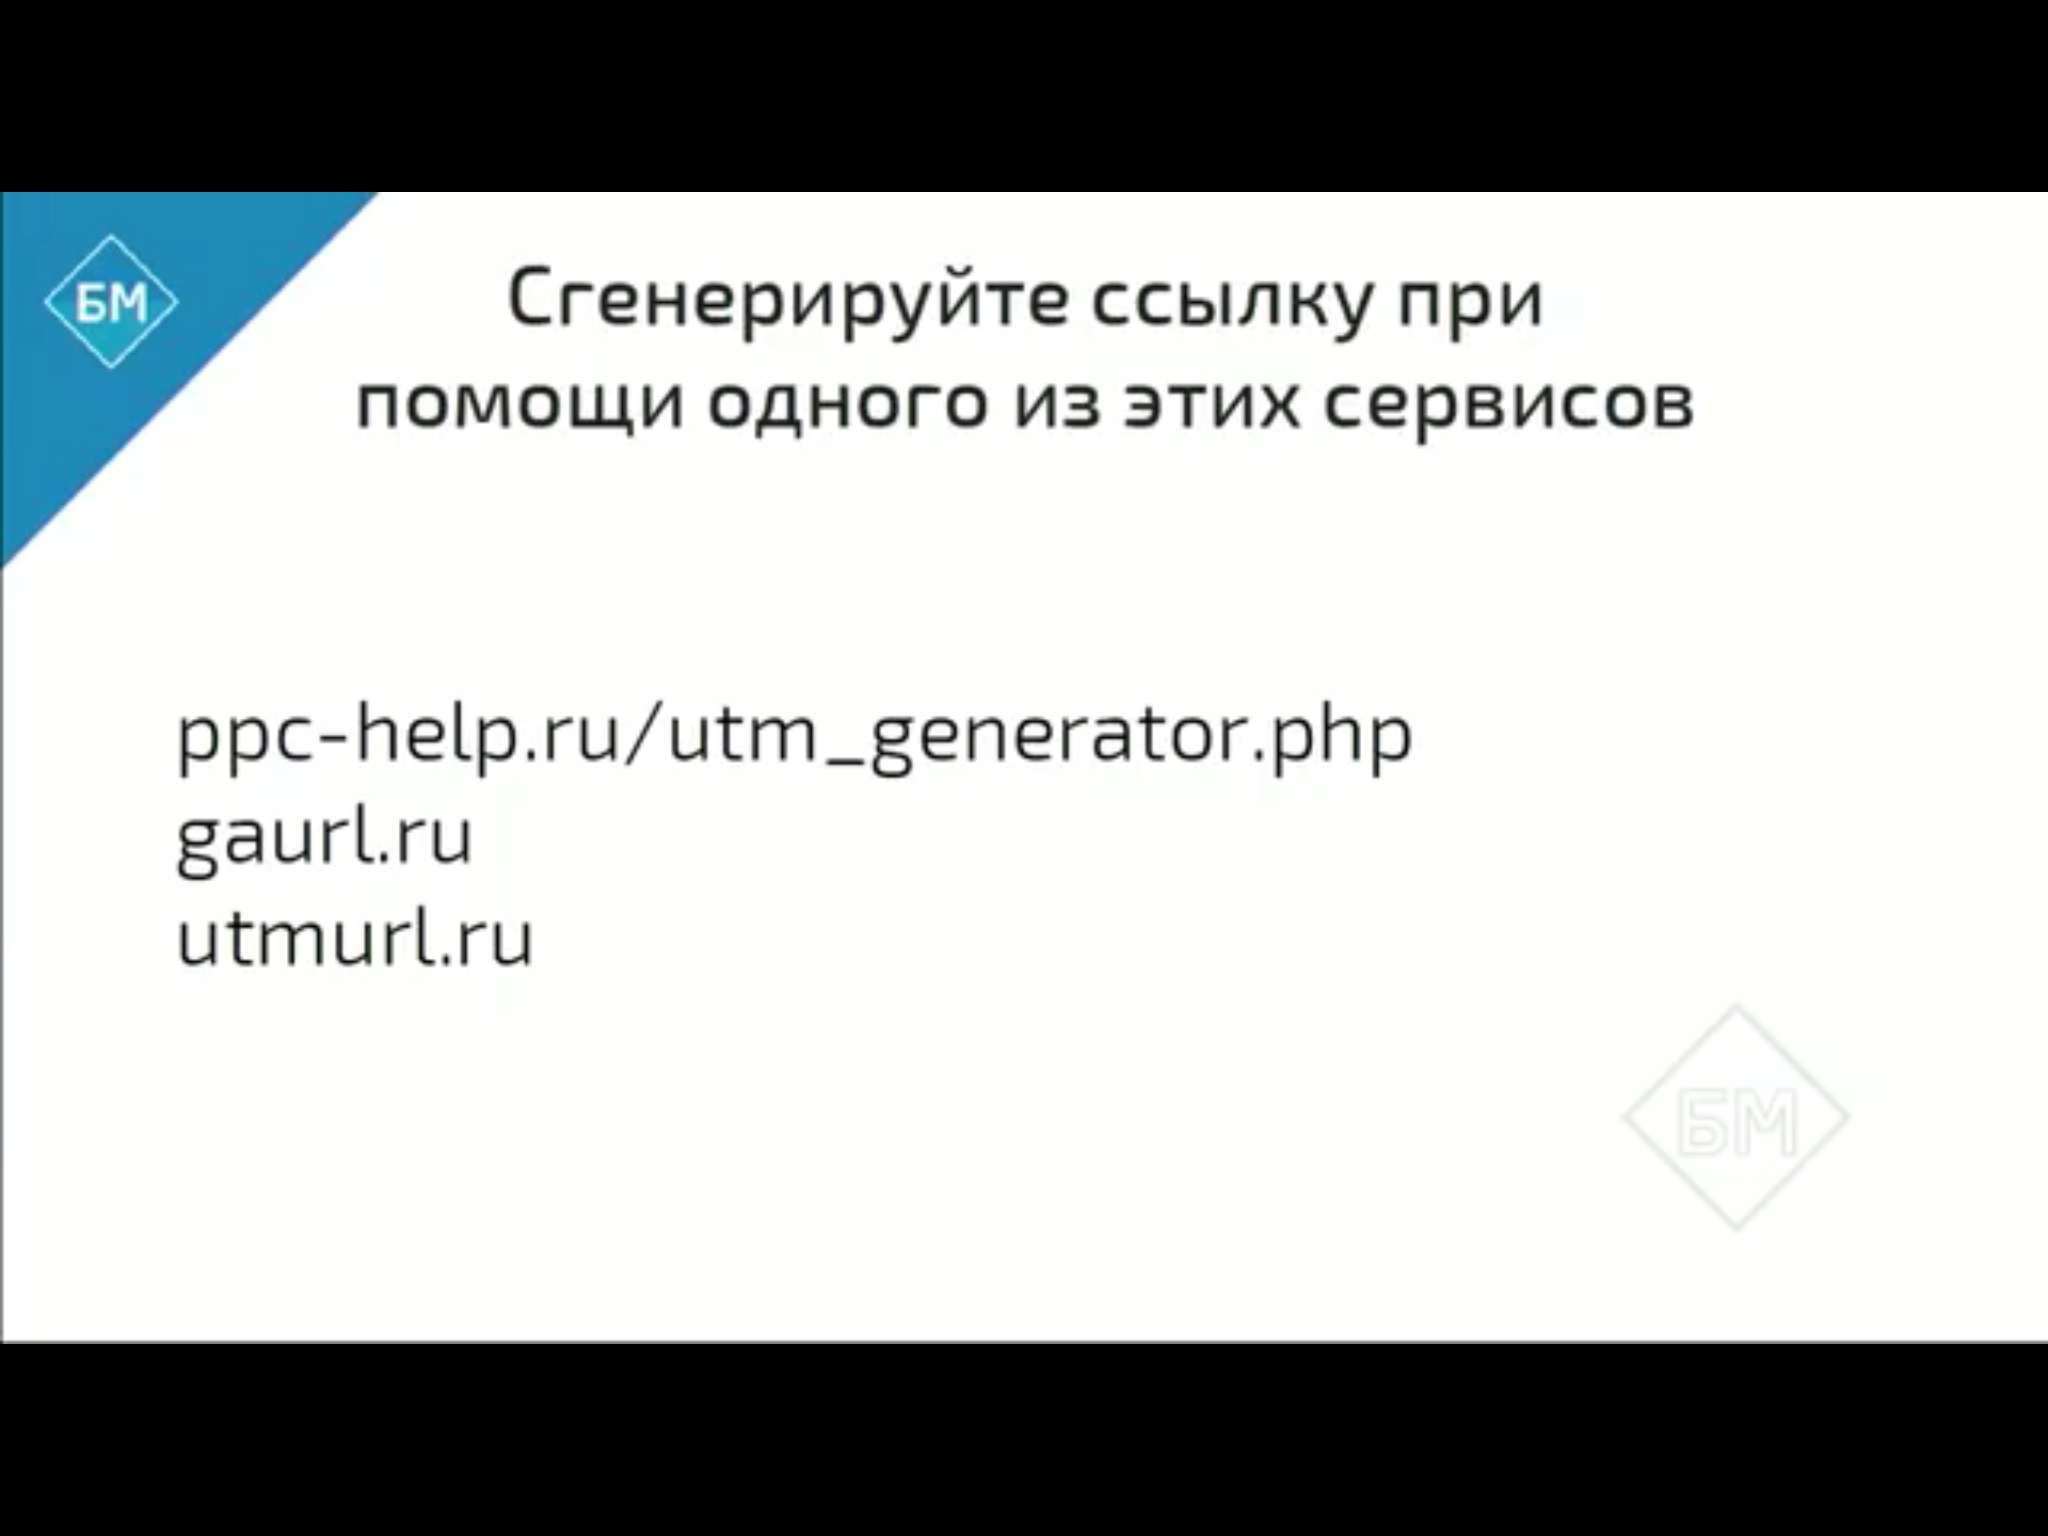 БМ
Сгенерируйте ссылку при
помощи одного из этих сервисов
ppc-help.ru/utm_generator.php
gaurl.ru
utmurl.ru
БМ